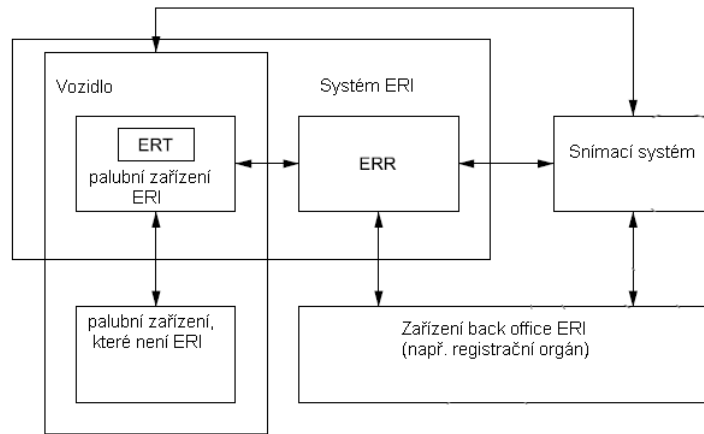 Vozidlo
Systém ERI
ERT
palubní zařízení
ERI
ERR
Snímací systém
palubní zařízení,
které není ERI
Zařízení back office ERI
(např. registrační orgán)